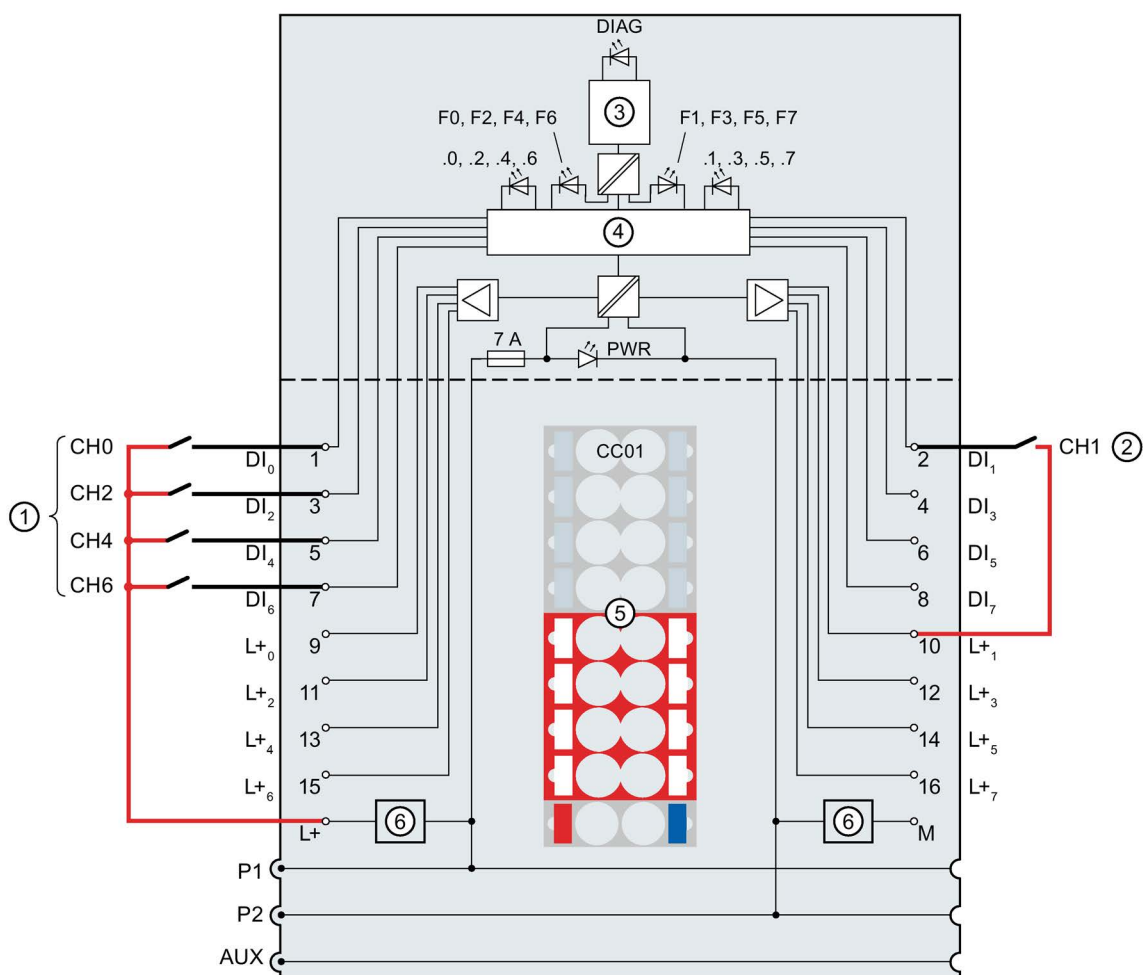 DIAG
③
F0, F2, F4, F6
F1, F3, F5, F7
.0, .2, .4, .6
.1, .3, .5, .7
④
7 A
PWR
①
CH0
DI0
1
CC01
2
DI1
CH1 ②
CH2
DI2
3
4
DI3
CH4
DI4
5
6
DI5
CH6
DI6
7
⑤
8
DI7
L+0
9
10
L+1
L+2
11
12
L+3
L+4
13
14
L+5
L+6
15
16
L+7
L+
⑥
⑥
M
P1
P2
AUX